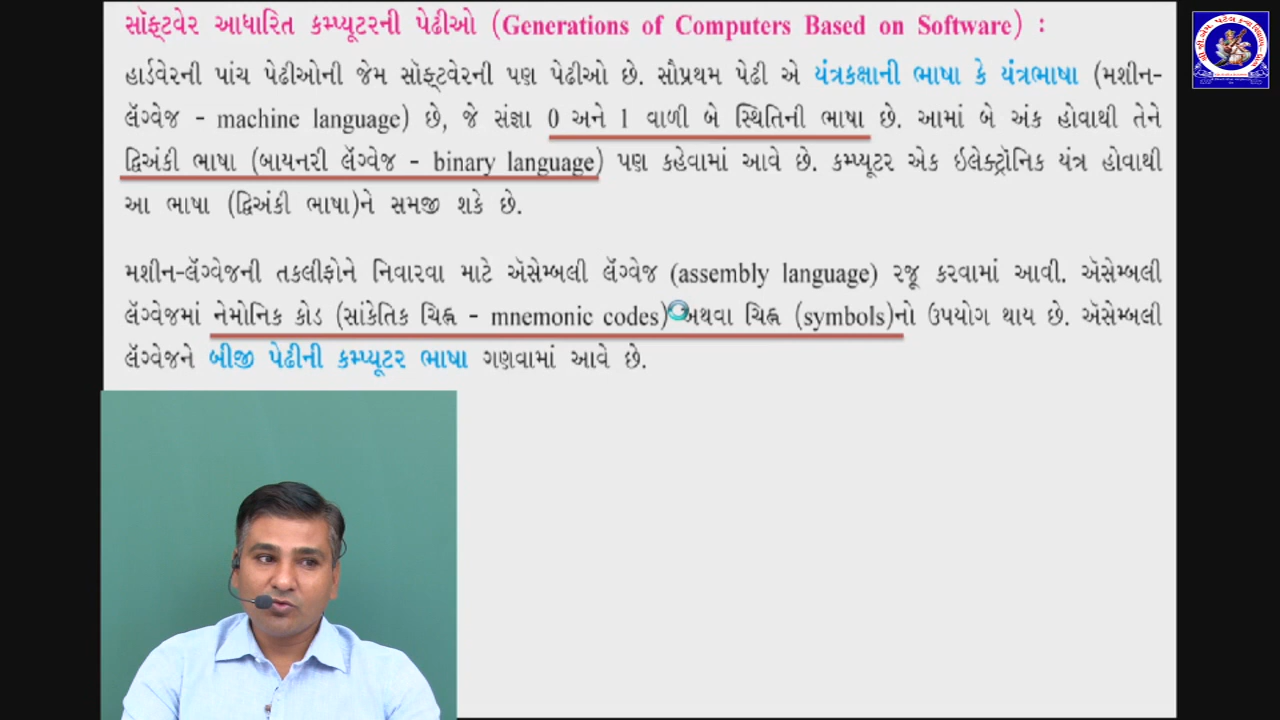 સૉફ્ટવેર આધારિત કમ્પ્યૂટરની પેઢીઓ (Generations of Computers Based on Software) :
હાર્ડવેરની પાંચ પેઢીઓની જેમ સૉફ્ટવેરની પણ પેઢીઓ છે. સૌપ્રથમ પેઢી એ યંત્રકક્ષાની ભાષા કે યંત્રભાષા (મશીન-
લૅંગ્વેજ - machine language) છે, જે સંજ્ઞા 0 અને 1 વાળી બે સ્થિતિની ભાષા છે. આમાં બે અંક હોવાથી તેને
દ્વિઅંકી ભાષા (બાયનરી લૅંગ્વેજ - binary language) પણ કહેવામાં આવે છે. કમ્પ્યૂટર એક ઇલેક્ટ્રૉનિક યંત્ર હોવાથી
આ ભાષા (દ્વિઅંકી ભાષા)ને સમજી શકે છે.
મશીન-લૅંગ્વેજની તકલીફોને નિવારવા માટે ઍસેમ્બલી લૅંગ્વેજ (assembly language) રજૂ કરવામાં આવી. ઍસેમ્બલી
લૅંગ્વેજમાં નેમોનિક કોડ (સાંકેતિક ચિહ્ન - mnemonic codes) અથવા ચિહ્ન (symbols)નો ઉપયોગ થાય છે. ઍસેમ્બલી
લૅંગ્વેજને બીજી પેઢીની કમ્પ્યૂટર ભાષા ગણવામાં આવે છે.